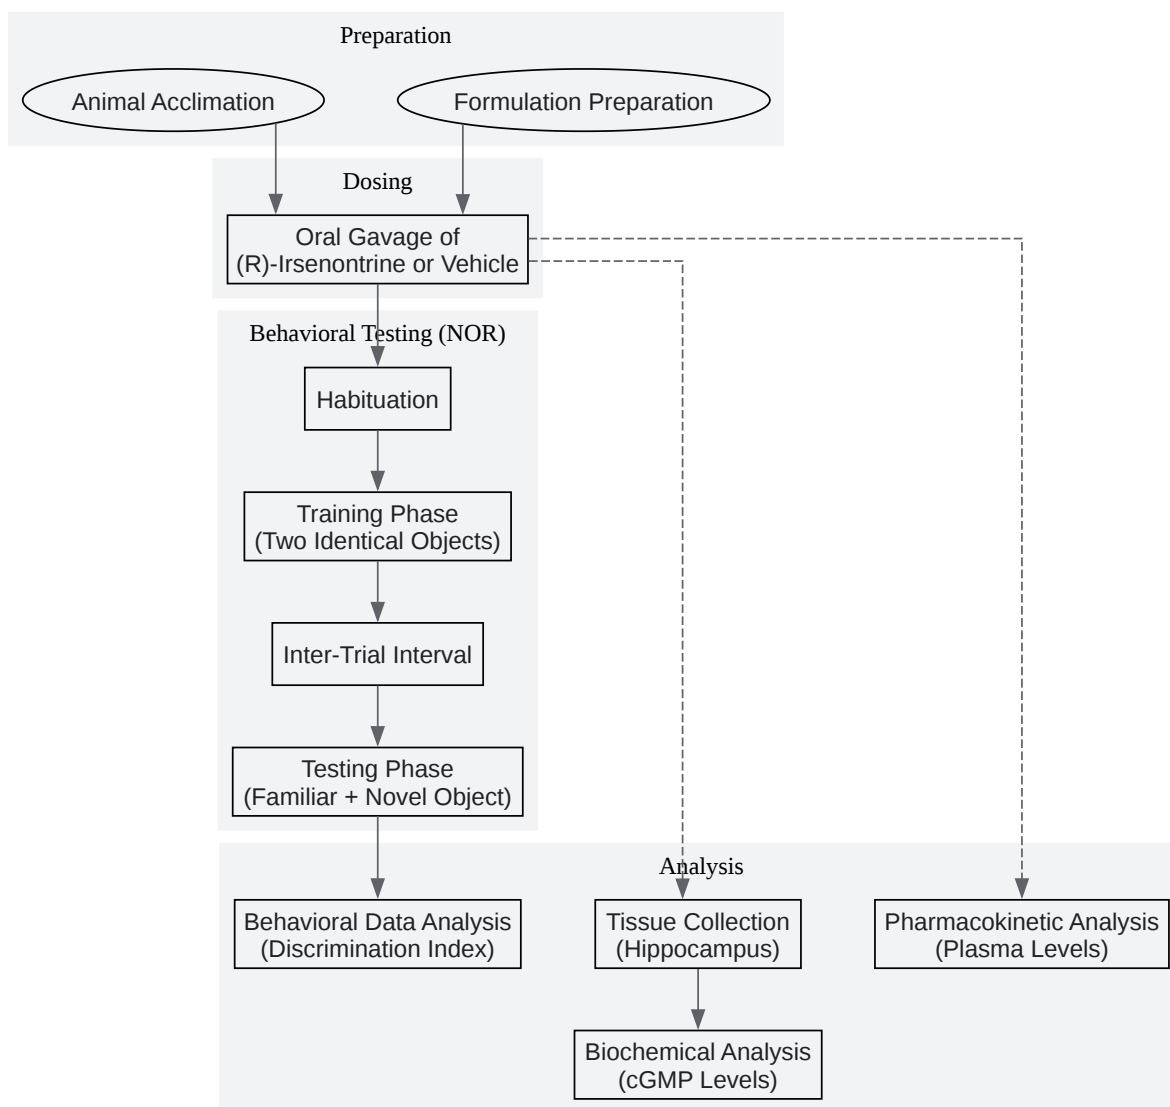 Preparation
Animal Acclimation
Formulation Preparation
Dosing
Oral Gavage of
(R)-Irsenontrine or Vehicle
Behavioral Testing (NOR)
Habituation
Training Phase
(Two Identical Objects)
Inter-Trial Interval
Testing Phase
(Familiar + Novel Object)
Analysis
Behavioral Data Analysis
(Discrimination Index)
Tissue Collection
(Hippocampus)
Pharmacokinetic Analysis
(Plasma Levels)
Biochemical Analysis
(cGMP Levels)